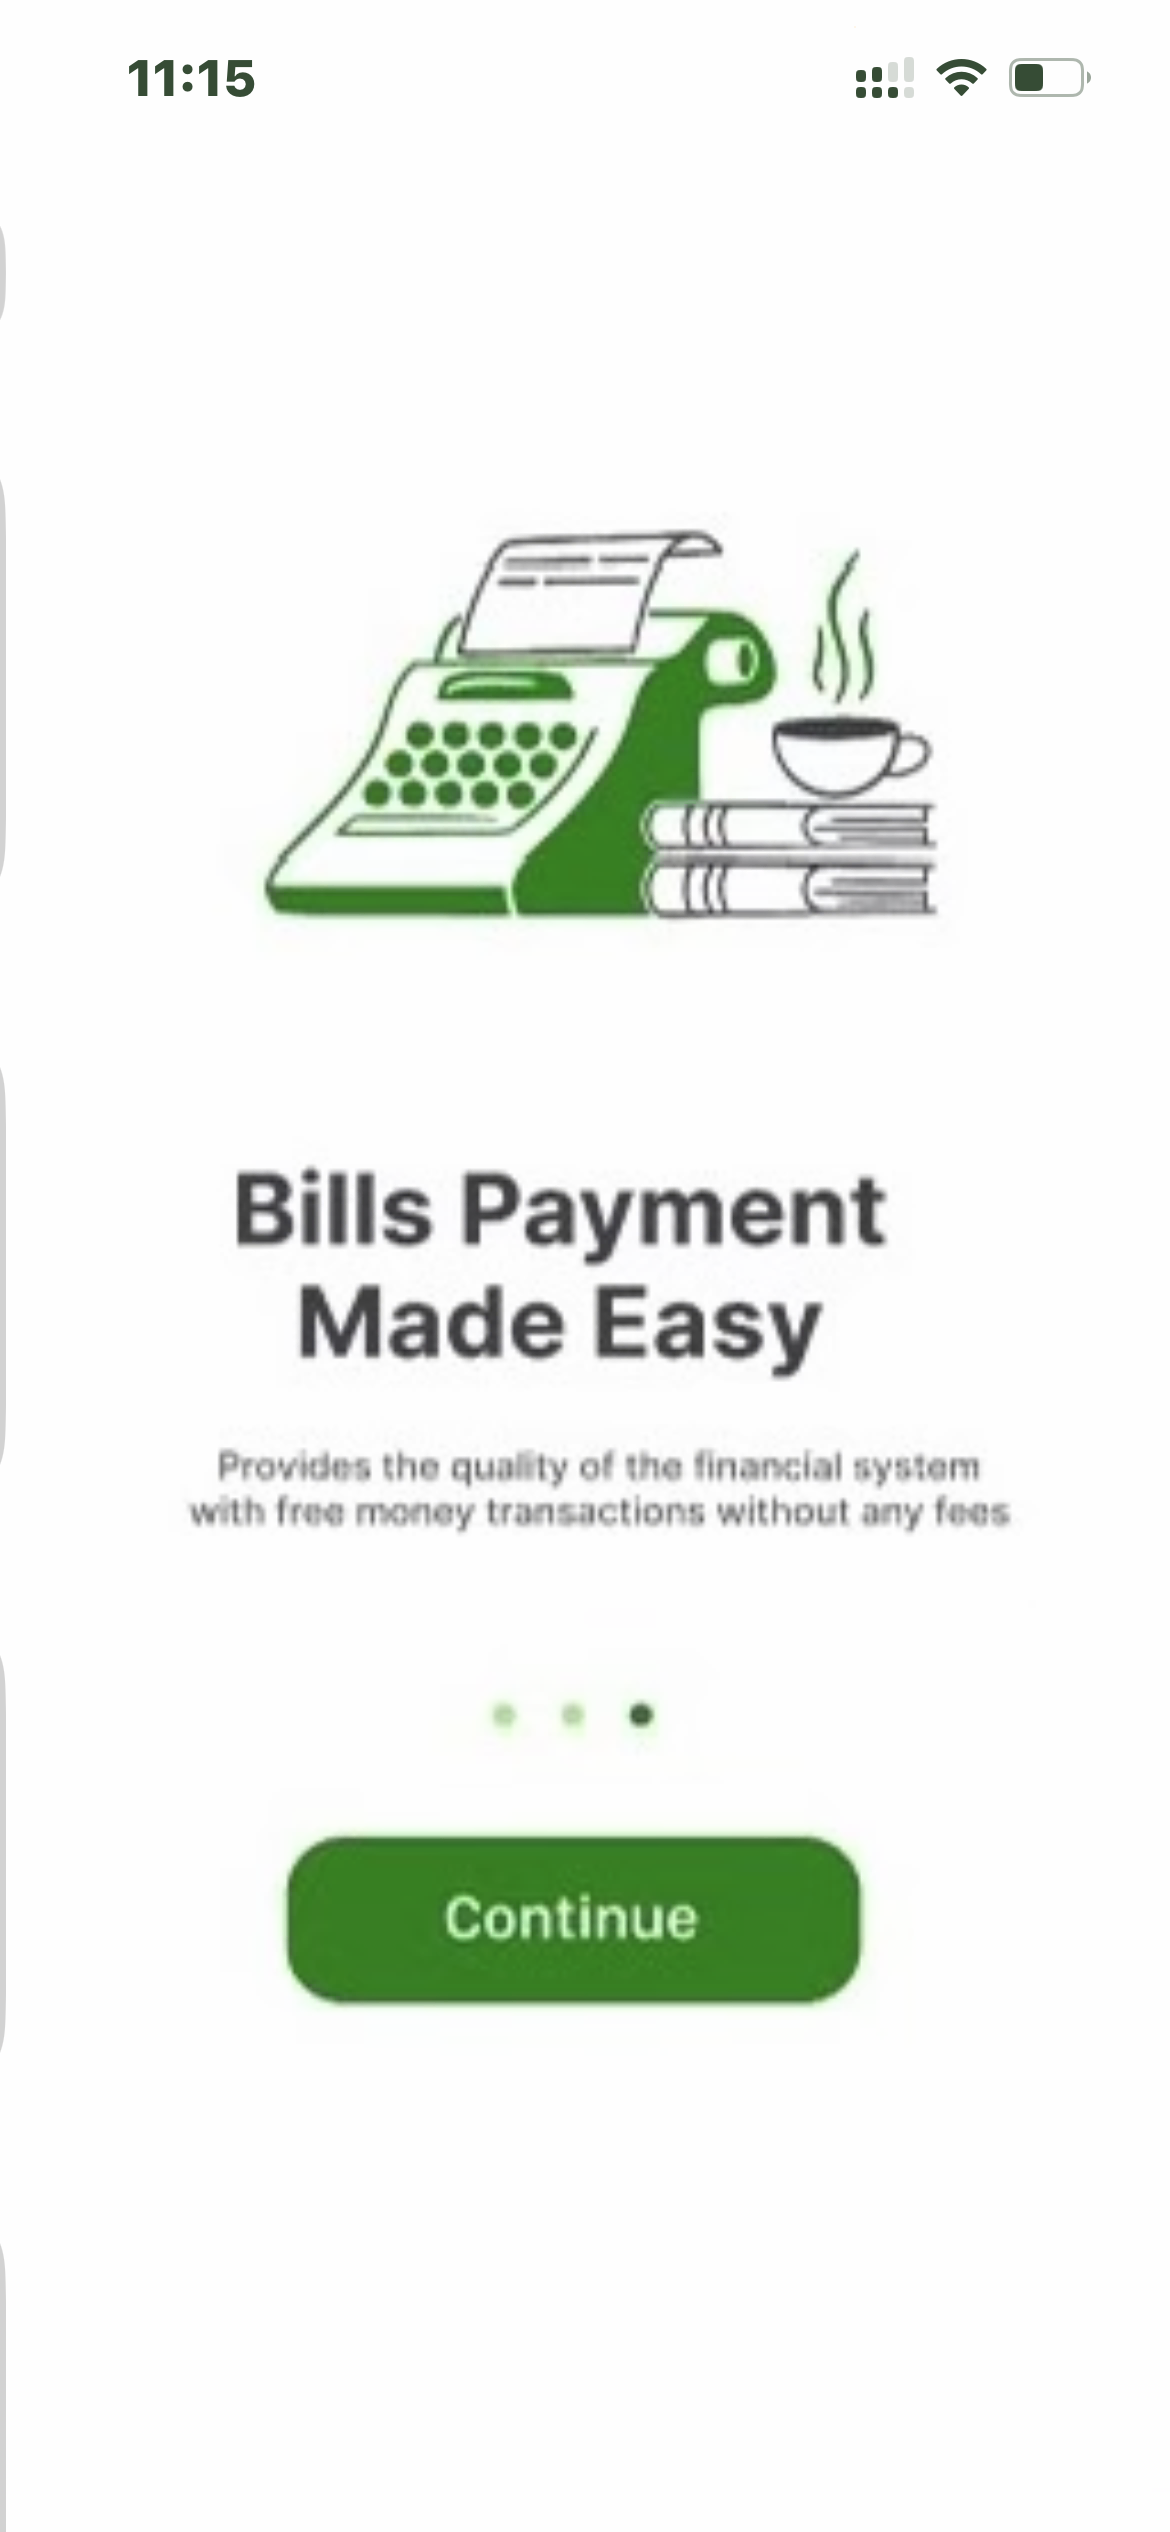 11:15
Bills Payment
Made Easy
Provides the quality of the financial system
with free money transactions without any fees
Continue